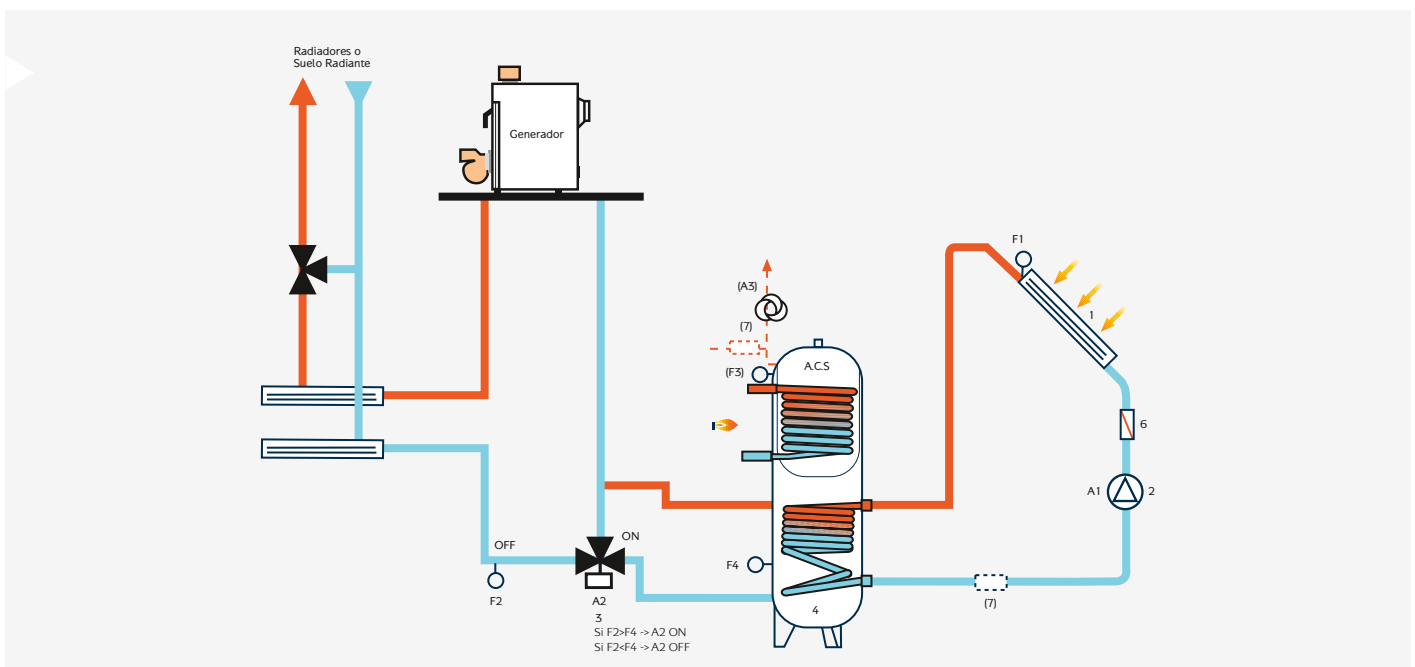 Radiadores o
Suelo Radiante
Generador
F1
(A3)
1
(7)
A.C.S
(F3)
6
A1
2
ON
OFF
F4
F2
A2
(7)
3
4
Si F2>F4 -> A2 ON
Si F2<F4 -> A2 OFF